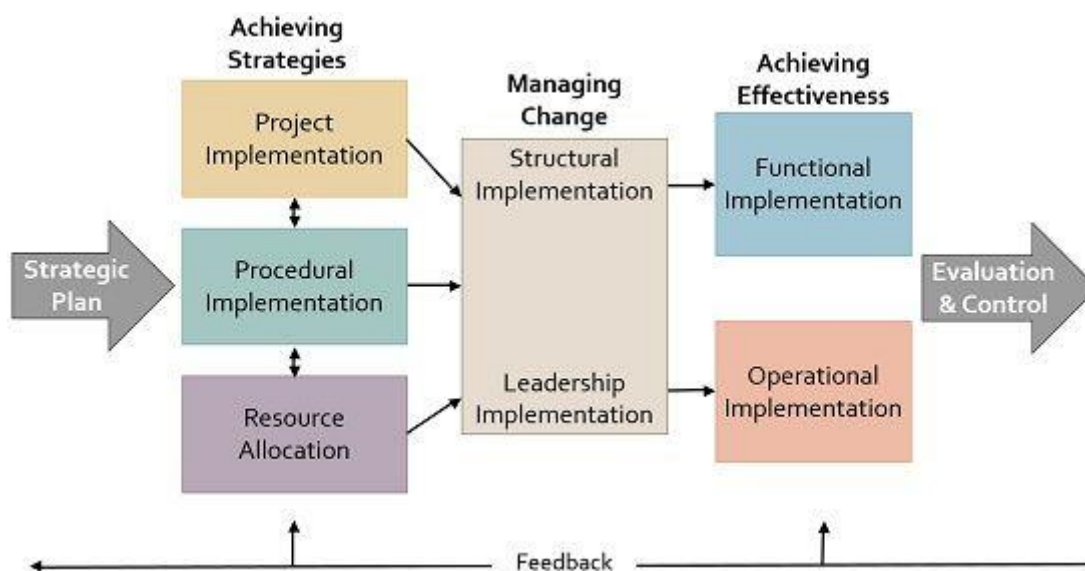 Achieving
Strategies
Project
Implementation
Procedural
Implementation
Resource
Allocation
Strategic
Plan
Managing
Change
Structural
Implementation
Leadership
Implementation
Achieving
Effectiveness
Functional
Implementation
Operational
Implementation
Evaluation
& Control
Feedback